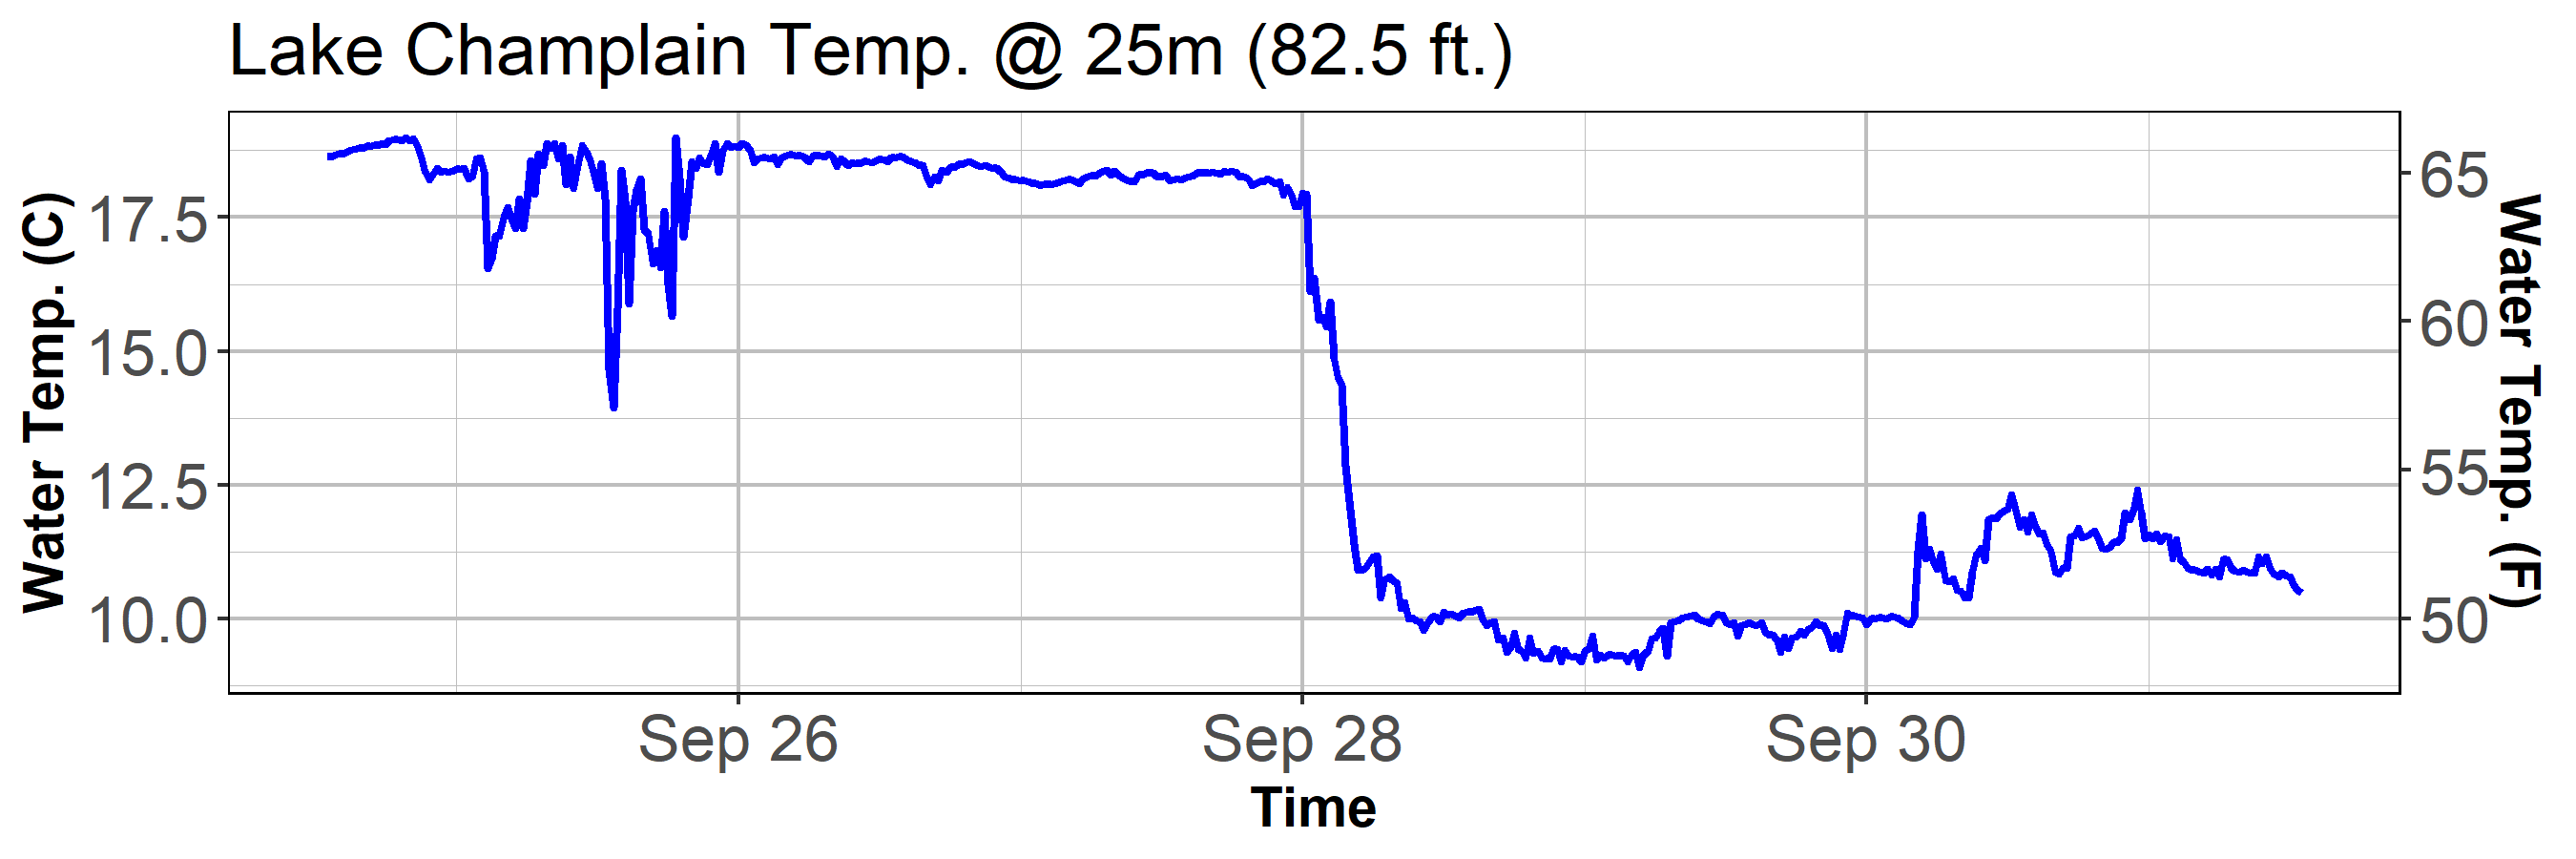 Lake Champlain Temp. @ 25m (82.5 ft.)
Water Temp. (C)
17.5
15.0
12.5
10.0
65
60
55
50
Water Temp. (F)
Sep 26
Sep 28
Sep 30
Time